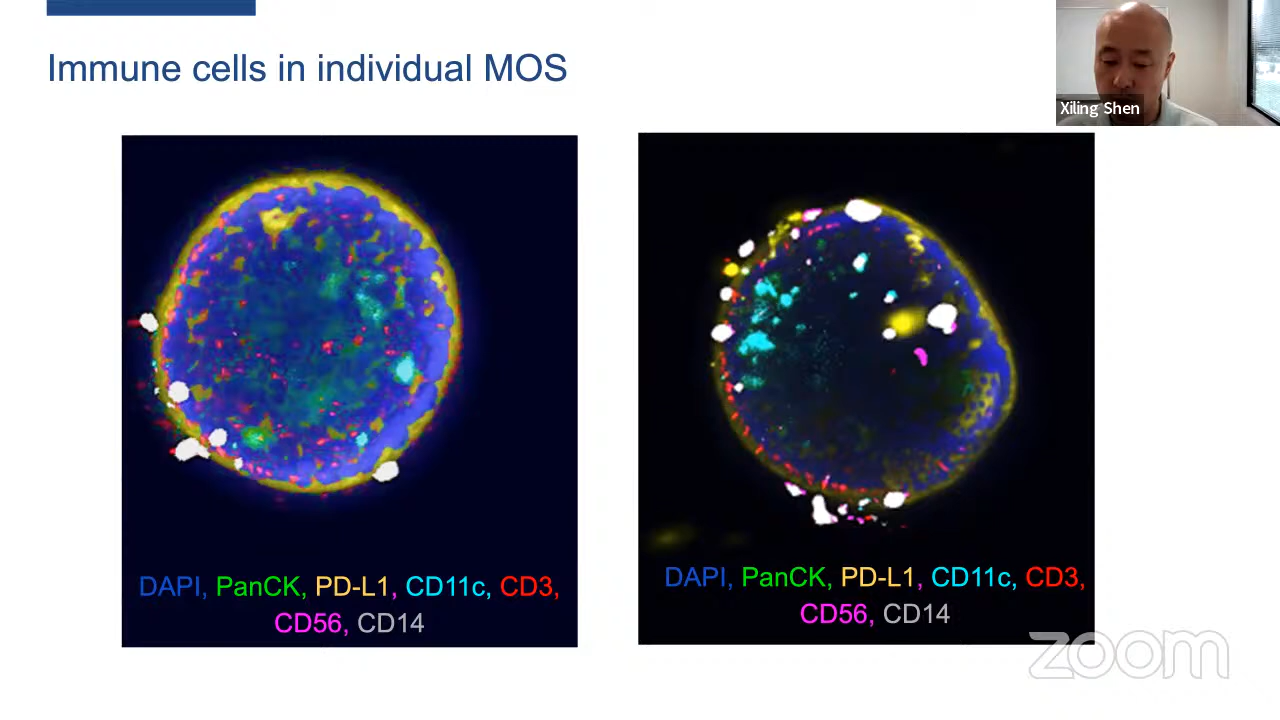 Immune cells in individual MOS
Xiling Shen
DAPI, PanCK, PD-L1, CD11c, CD3,
CD56, CD14
DAPI, PanCK, PD-L1, CD11c, CD3,
CD56, CD14
zoom